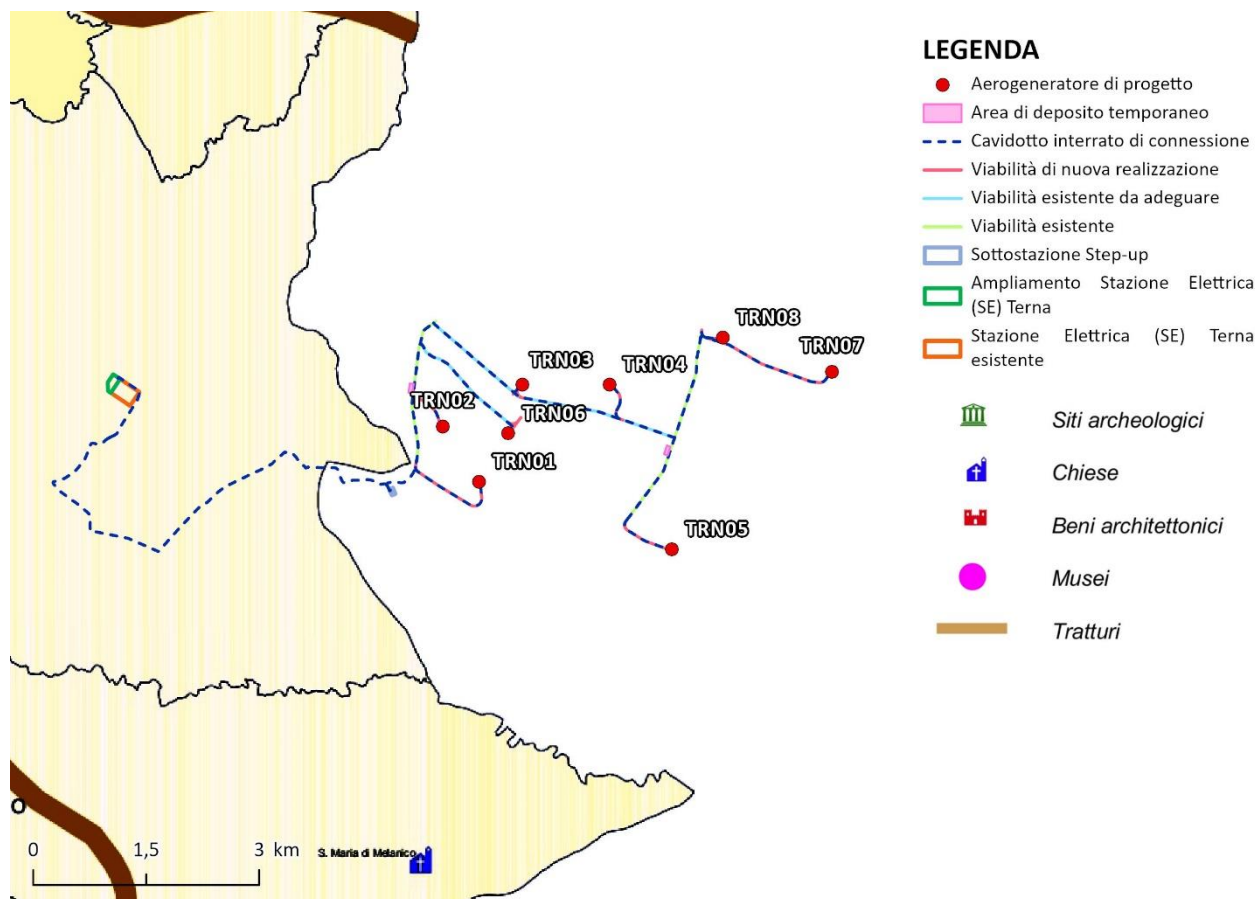 LEGENDA
Aerogeneratore di progetto
Area di deposito temporaneo
Cavidotto interrato di connessione
Viabilità di nuova realizzazione
Viabilità esistente da adeguare
Viabilità esistente
Sottostazione Step-up
Ampliamento Stazione Elettrica
(SE) Terna
Stazione Elettrica (SE) Terna
esistente
Siti archeologici
Chiese
Beni architettonici
Musei
Tratturi
TRN08
TRN03
TRN04
TRN07
TRN02
TRN06
TRN01
TRN05
O
0 1,5 3 km
S. Maria di Melanico